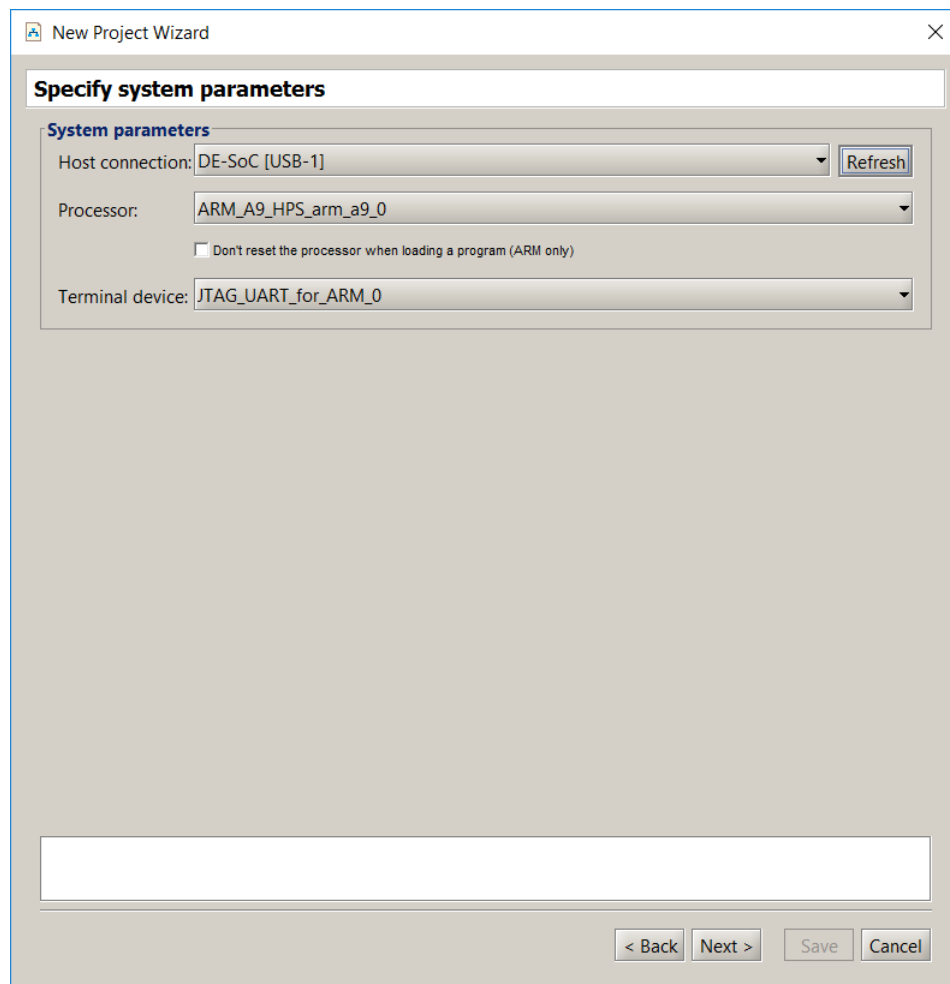 New Project Wizard
Specify system parameters
System parameters
Host connection: DE-SoC [USB-1] Refresh
Processor: ARM_A9_HPS_arm_a9_0
Don't reset the processor when loading a program (ARM only)
Terminal device: JTAG_UART_for_ARM_0
< Back Next > Save Cancel